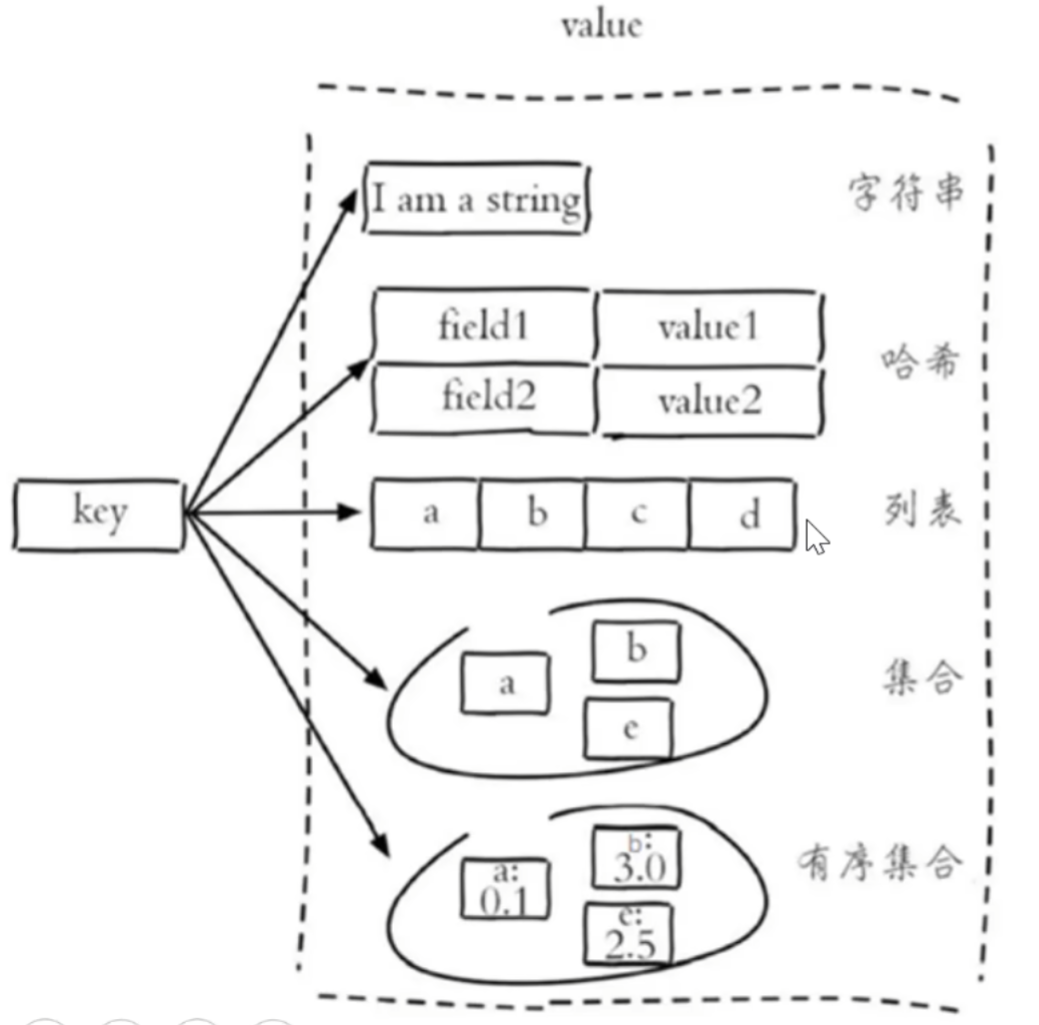 value
I am a string
字符串
field1 value1
哈希
field2 value2
key
a b c d
列表
a
b
e
集合
a:
0.1
b:
3.0
e:
2.5
有序集合